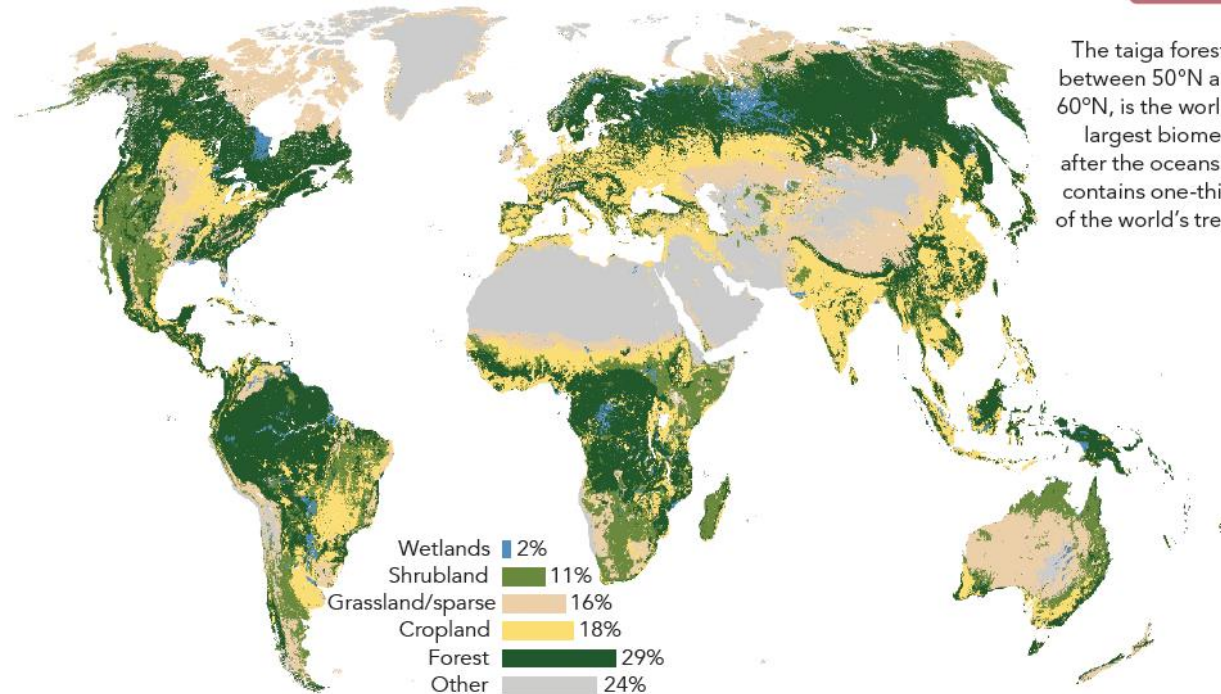 The taiga forest
between 50°N a
60°N, is the worl
largest biome
after the oceans
contains one-thi
of the world's tre
Wetlands 2%
Shrubland 11%
Grassland/sparse 16%
Cropland 18%
Forest 29%
Other 24%